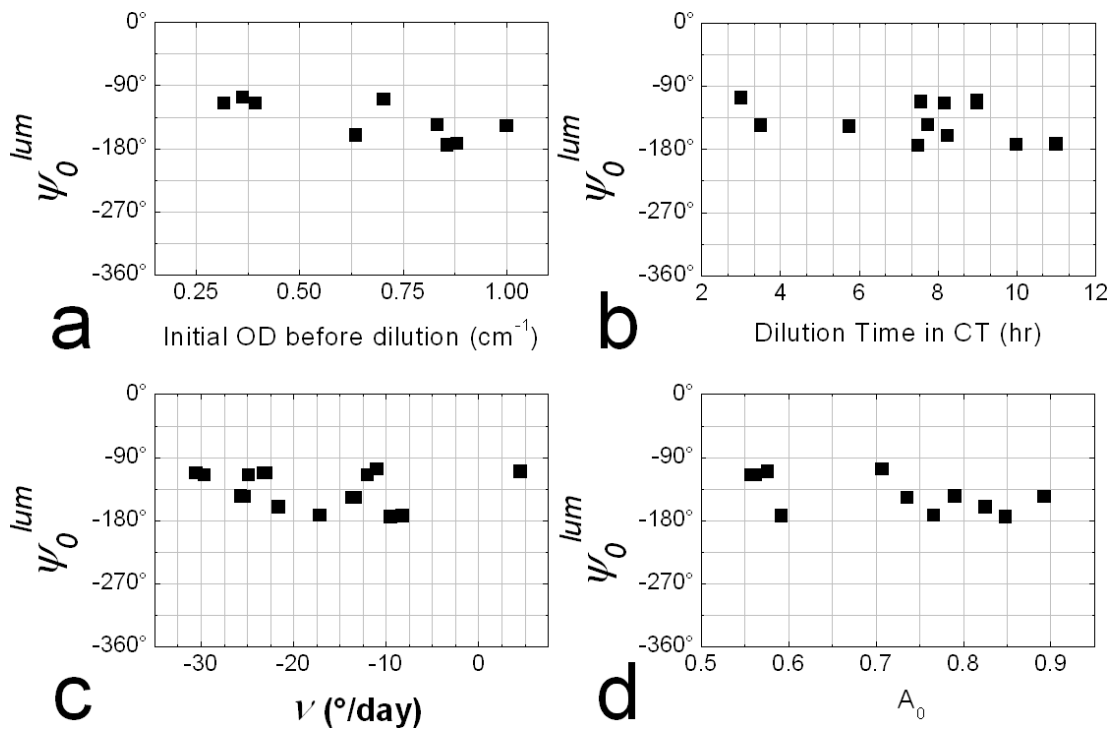 0°
-90°
-180°
-270°
-360°
ψ0lum
0.25 0.50 0.75 1.00
a
Initial OD before dilution (cm-1)
0°
-90°
-180°
-270°
-360°
ψ0lum
2 4 6 8 10 12
b
Dilution Time in CT (hr)
0°
-90°
-180°
-270°
-360°
ψ0lum
-30 -20 -10 0
c
ν (°/day)
0°
-90°
-180°
-270°
-360°
ψ0lum
0.5 0.6 0.7 0.8 0.9
d
A0